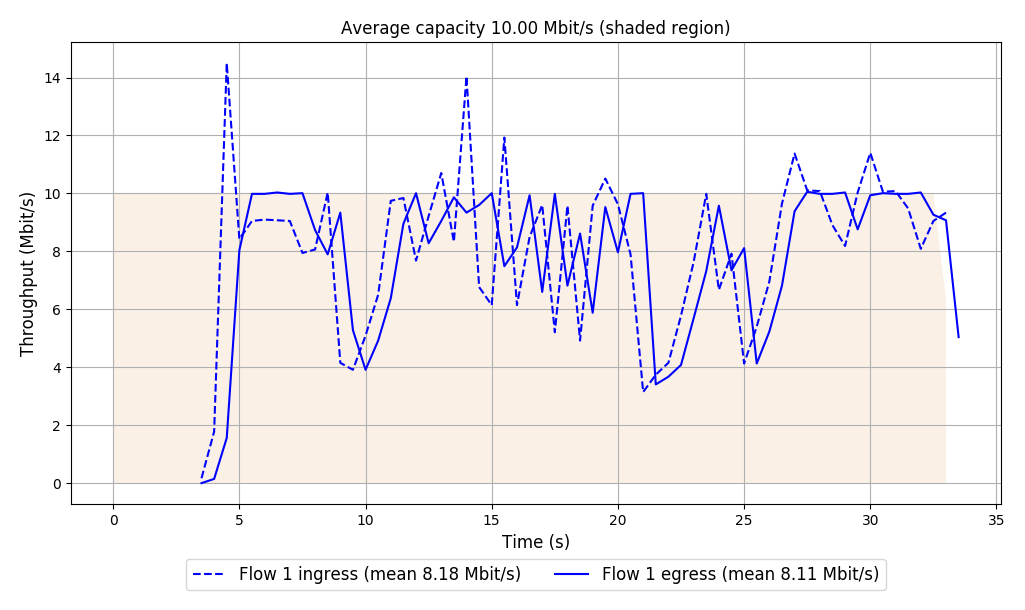 Average capacity 10.00 Mbit/s (shaded region)
14
12
10
8
6
4
2
0
Throughput (Mbit/s)
0 5 10 15 20 25 30 35
Time (s)
Flow 1 ingress (mean 8.18 Mbit/s) Flow 1 egress (mean 8.11 Mbit/s)